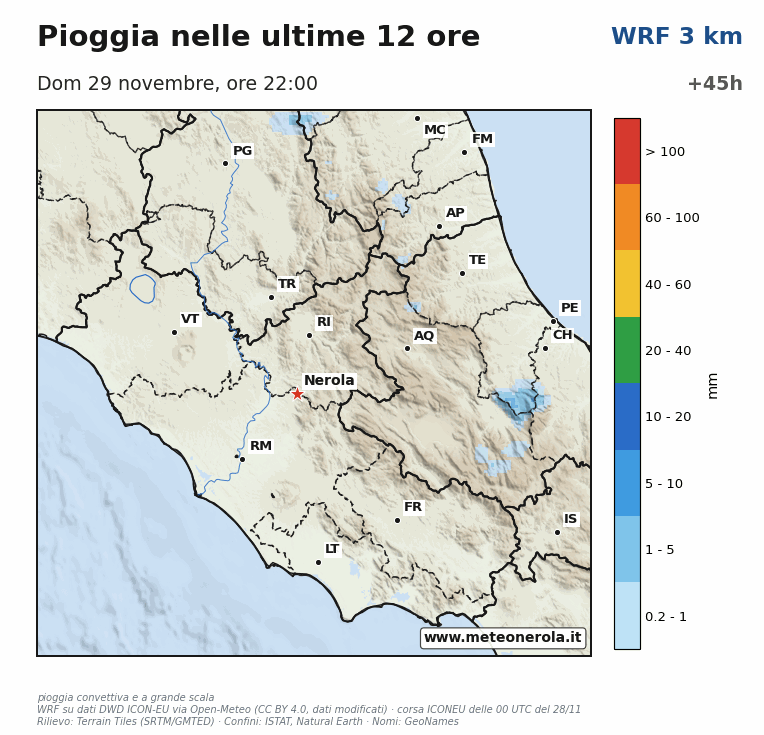 Pioggia nelle ultime 12 ore
WRF 3 km
Dom 29 novembre, ore 22:00
+45h
MC
FM
PG
AP
TE
TR
PE
VT
RI
AQ
CH
Nerola
RM
FR
IS
LT
www.meteonerola.it
> 100
60 - 100
40 - 60
20 - 40
10 - 20
5 - 10
1 - 5
0.2 - 1
mm
pioggia convettiva e a grande scala
WRF su dati DWD ICON-EU via Open-Meteo (CC BY 4.0, dati modificati) · corsa ICONEU delle 00 UTC del 28/11
Rilievo: Terrain Tiles (SRTM/GMTED) · Confini: ISTAT, Natural Earth · Nomi: GeoNames